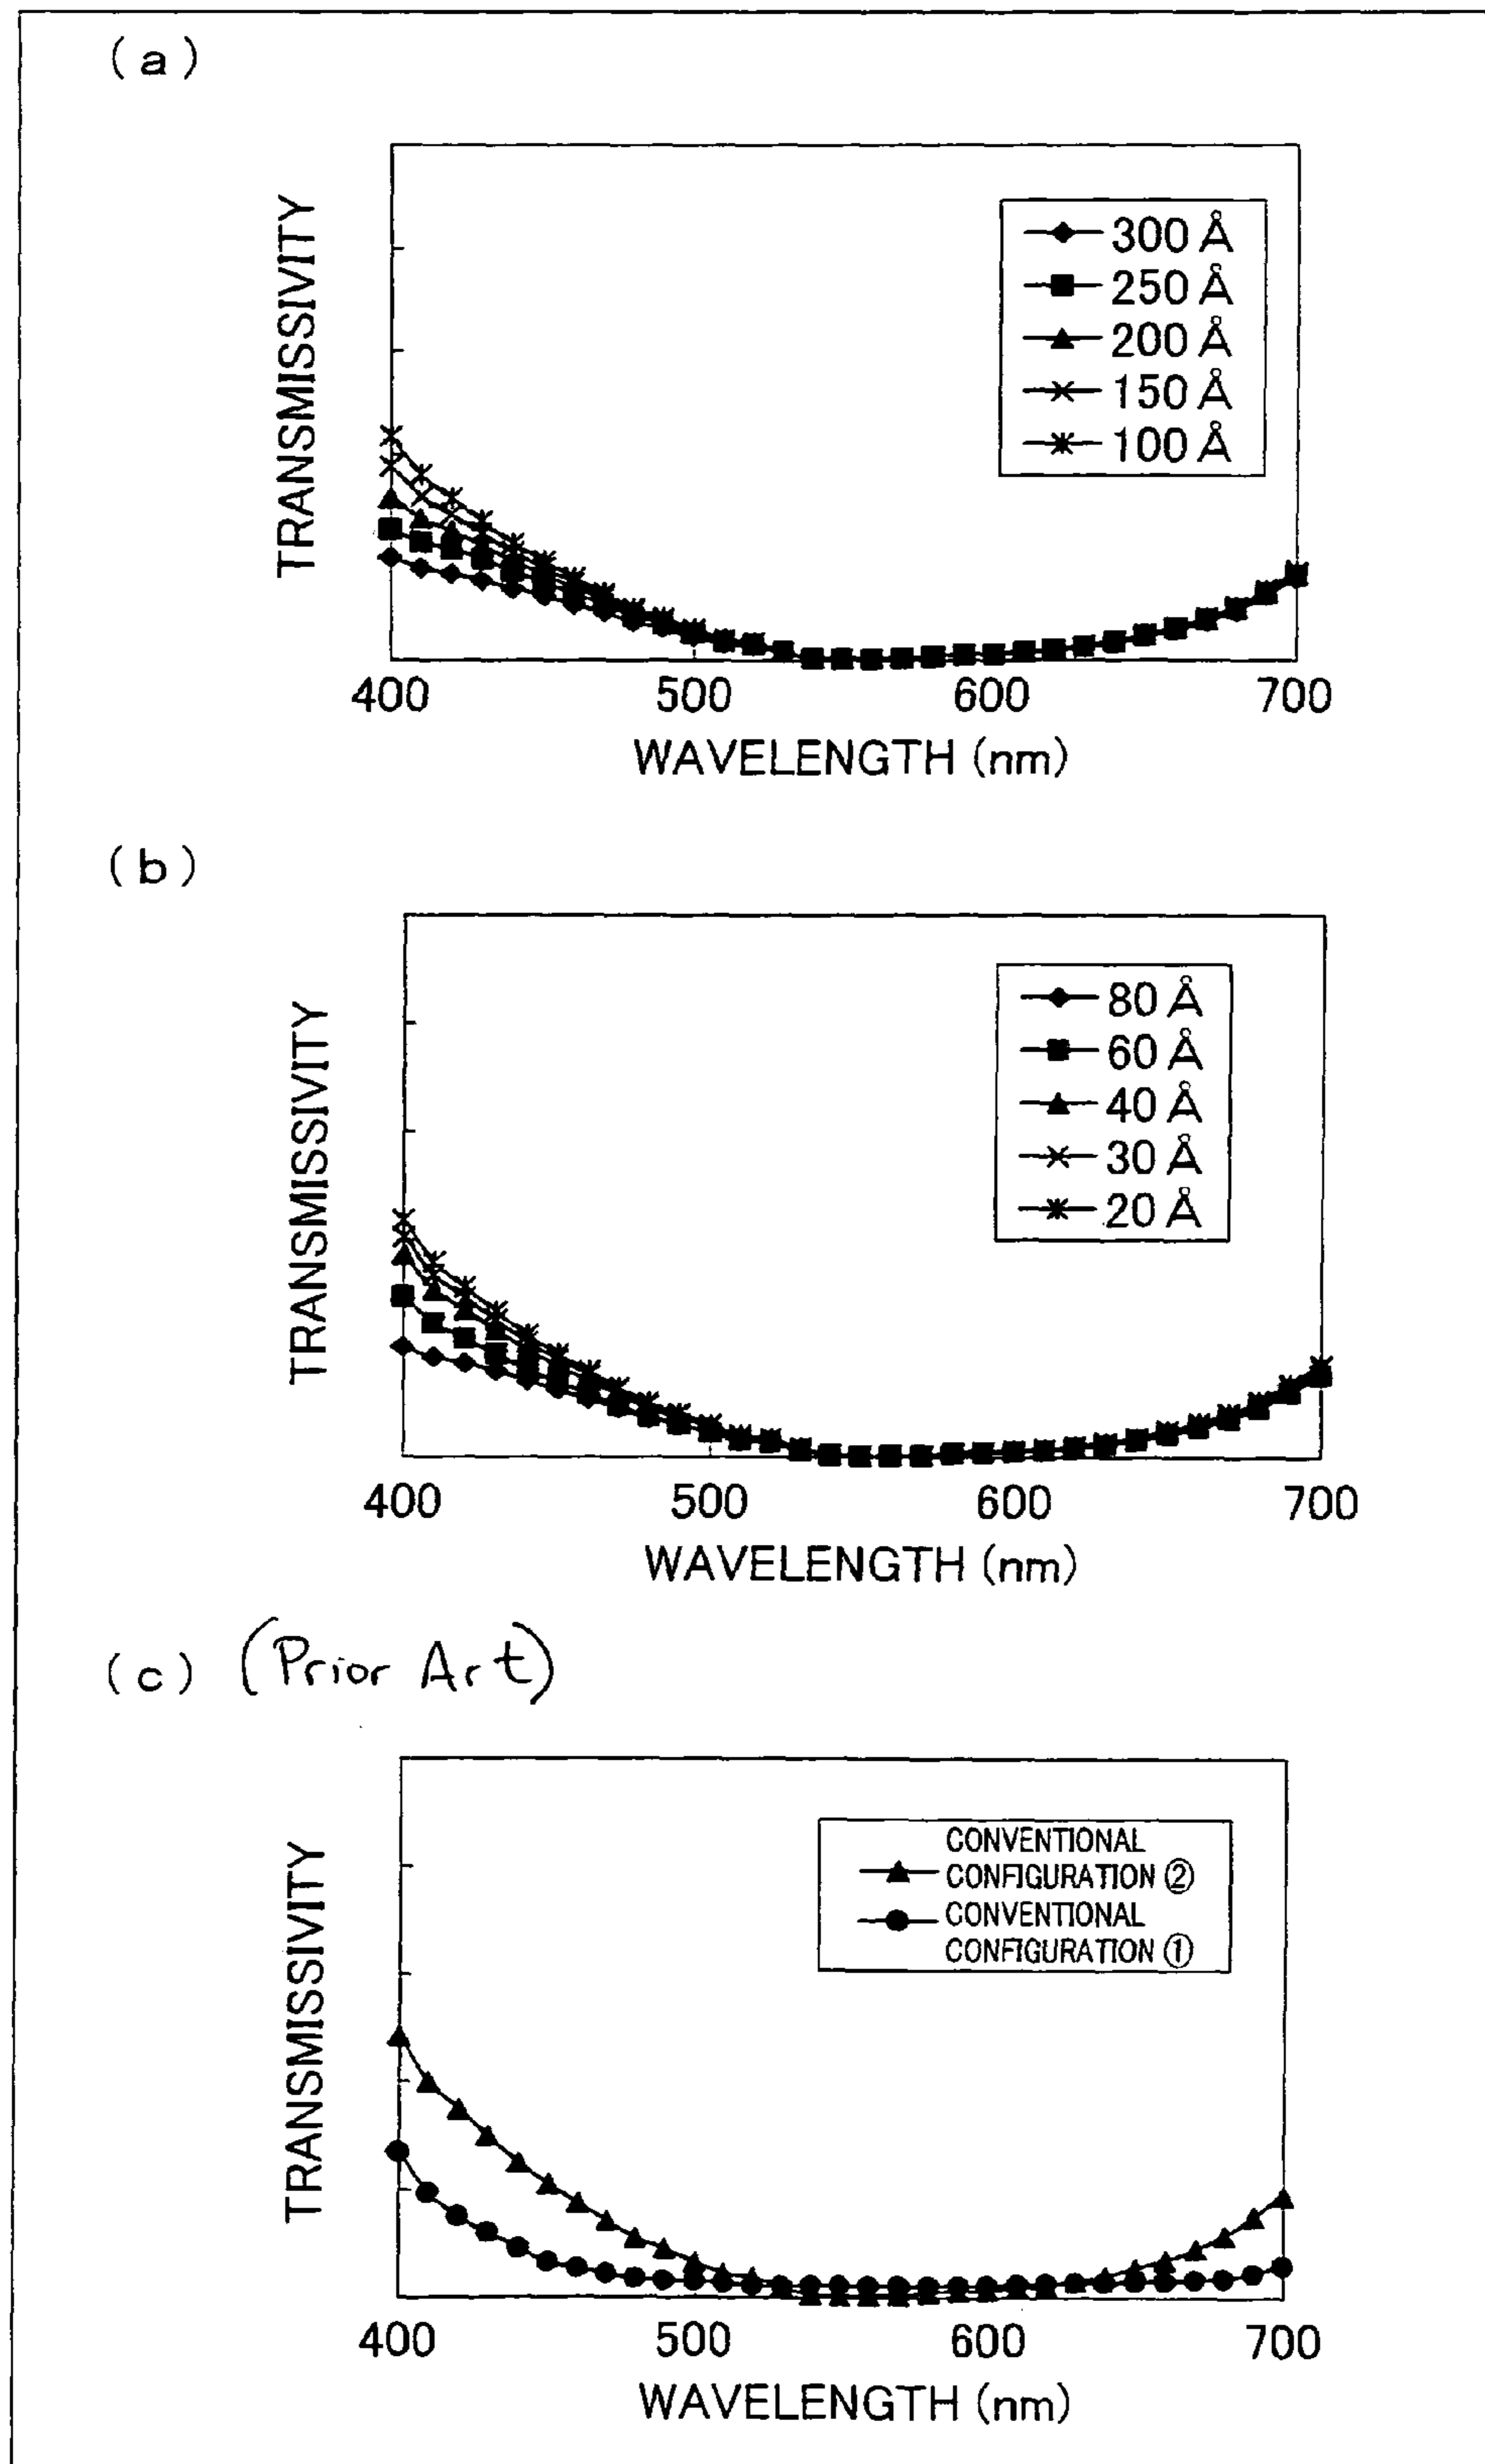 (a)
TRANSMISSIVITY
300 Å
250 Å
200 Å
150 Å
100 Å
400 500 600 700
WAVELENGTH (nm)
(b)
TRANSMISSIVITY
80 Å
60 Å
40 Å
30 Å
20 Å
400 500 600 700
WAVELENGTH (nm)
(c) (Prior Art)
TRANSMISSIVITY
CONVENTIONAL
CONFIGURATION ②
CONVENTIONAL
CONFIGURATION ①
400 500 600 700
WAVELENGTH (nm)